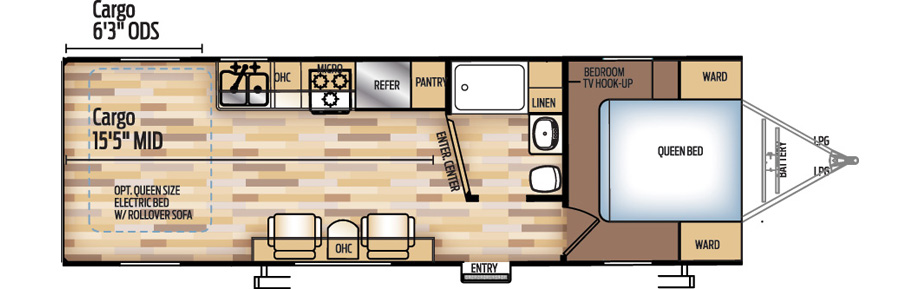 Cargo
6'3" ODS
OHC
MICRO
REFER
PANTRY
LINEN
BEDROOM
TV HOOK-UP
WARD
Cargo
15'5" MID
ENTER. CENTER
QUEEN BED
BATTERY
LPG
LPG
OPT. QUEEN SIZE
ELECTRIC BED
W/ ROLLOVER SOFA
OHC
WARD
ENTRY